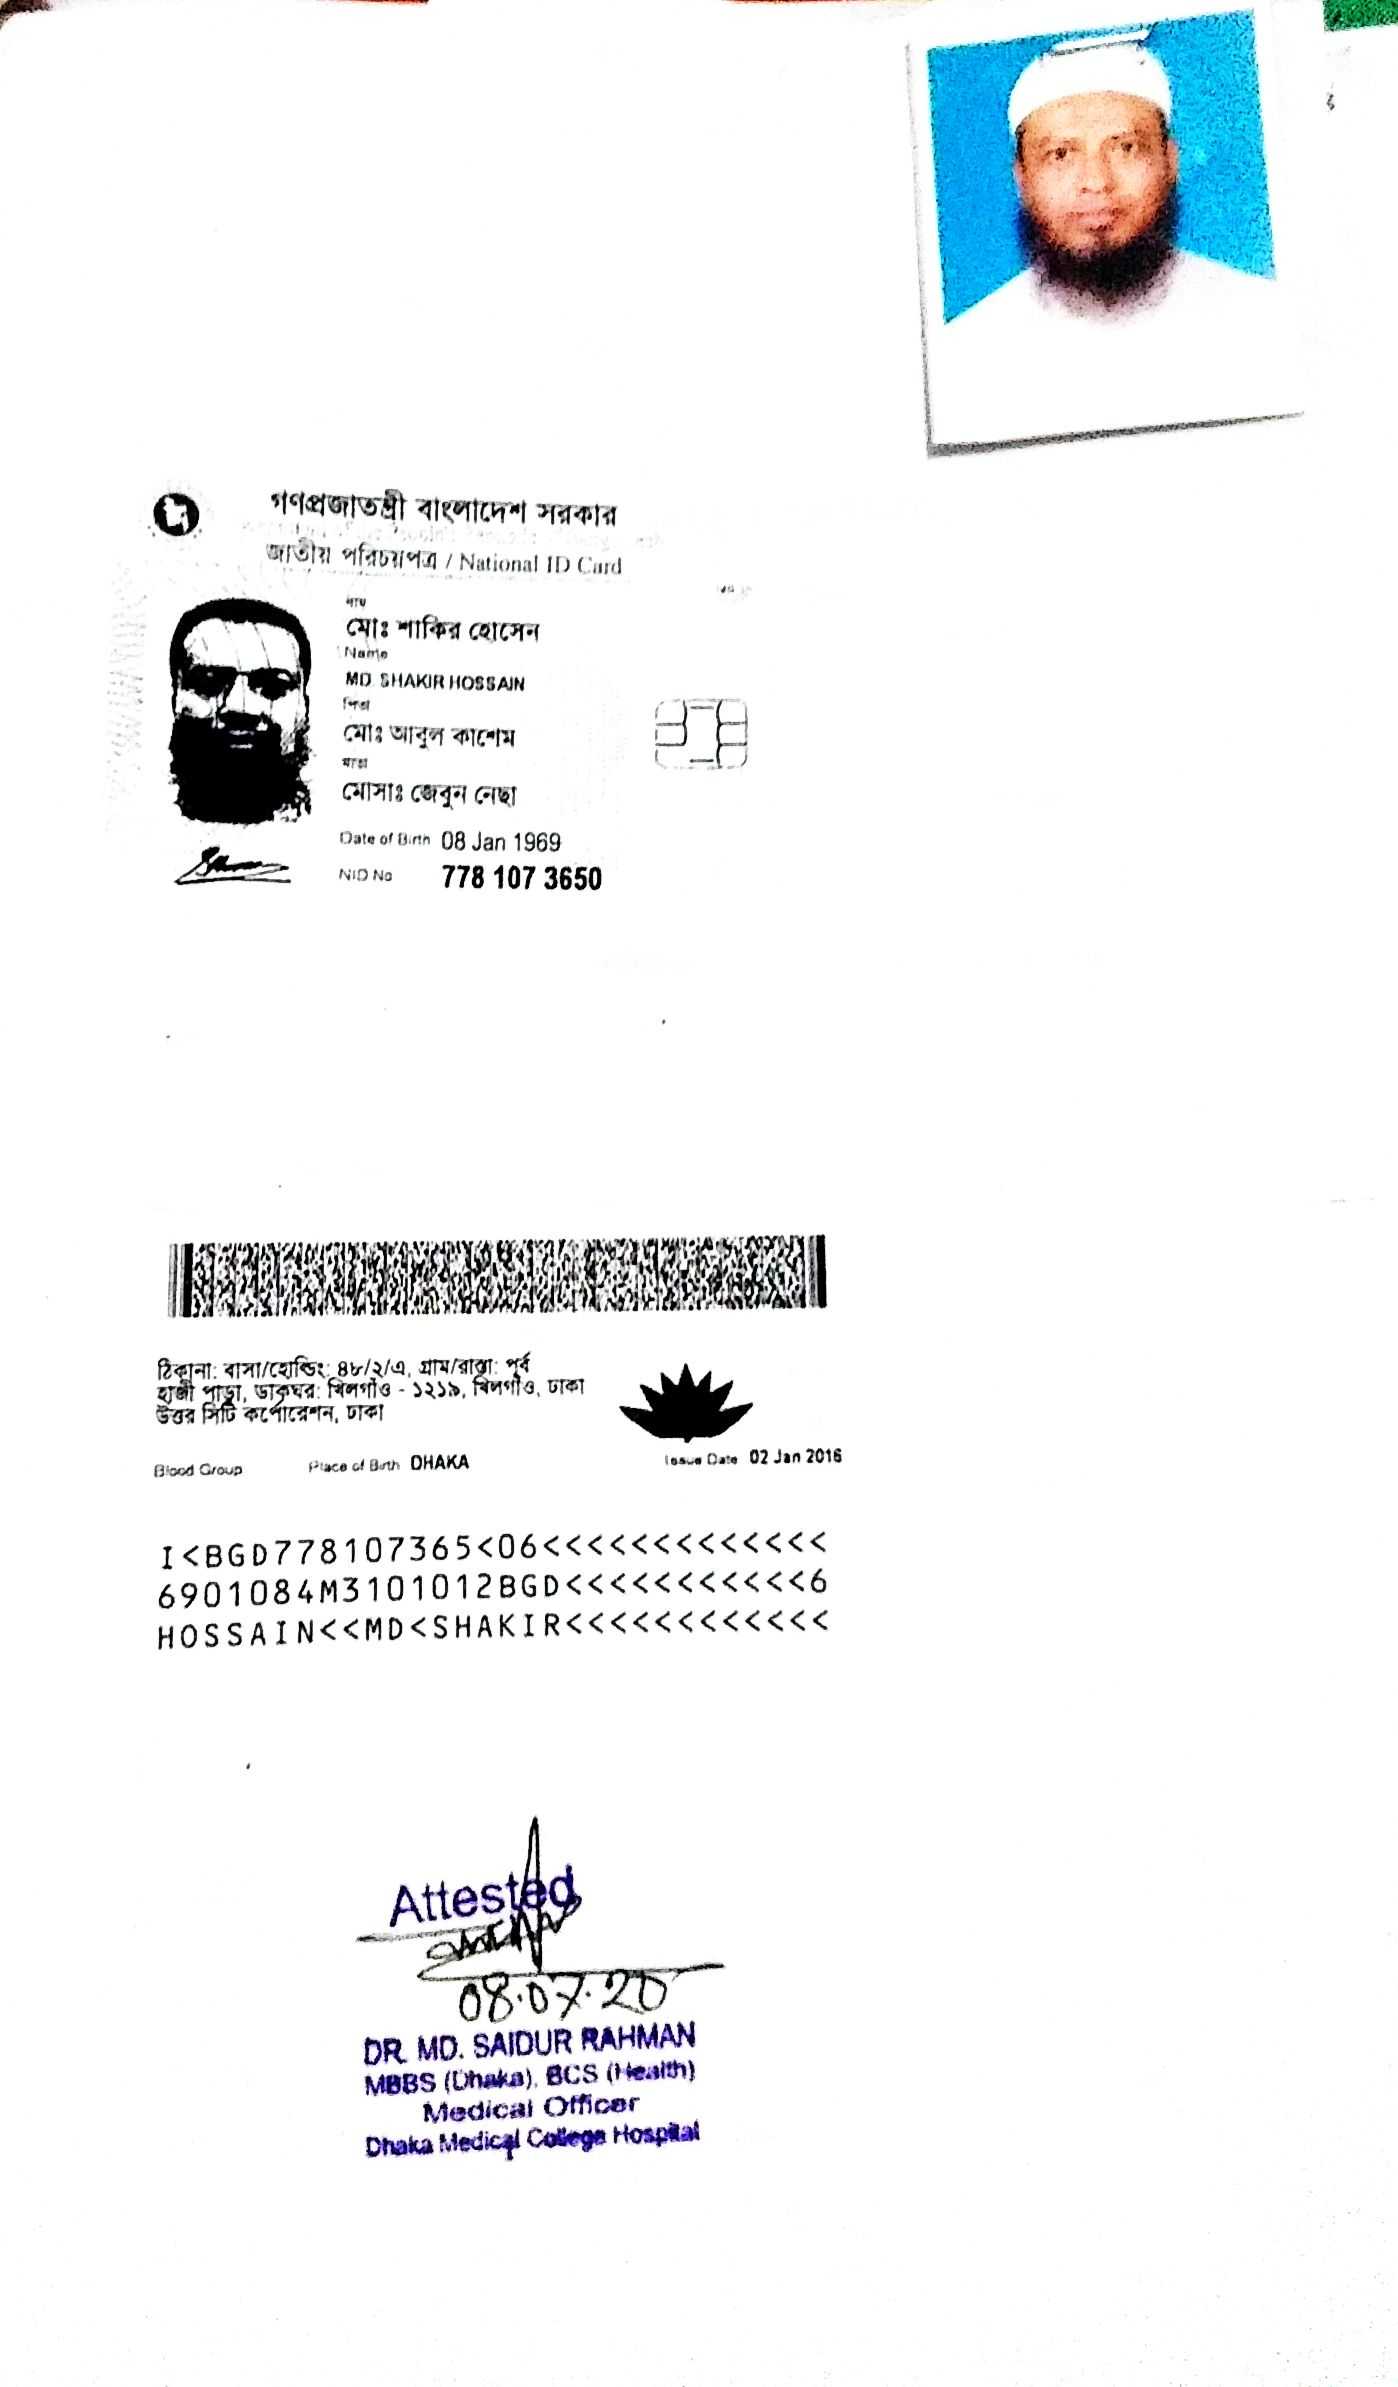 গণপ্রজাতন্ত্রী বাংলাদেশ সরকার
জাতীয় পরিচয়পত্র / National ID Card
নাম
মোঃ শাকির হোসেন
Name
MD. SHAKIR HOSSAIN
পিতা
মোঃ আবুল কাশেম
মাতা
মোসাঃ জেবুন নেছা
Date of Birth 08 Jan 1969
NID No 778 107 3650
ঠিকানা: বাসা/হোল্ডিং: ৪৮/২/এ, গ্রাম/রাস্তা: পূর্ব
হাজী পাড়া, ডাকঘর: খিলগাঁও - ১২১৯, খিলগাঁও, ঢাকা
উত্তর সিটি কর্পোরেশন, ঢাকা
Blood Group Place of Birth DHAKA Issue Date 02 Jan 2016
I<BGD778107365<06<<<<<<<<<<<<<
6901084M3101012BGD<<<<<<<<<<<6
HOSSAIN<<MD<SHAKIR<<<<<<<<<<<<
Attested
08.07.20
DR. MD. SAIDUR RAHMAN
MBBS (Dhaka), BCS (Health)
Medical Officer
Dhaka Medical College Hospital